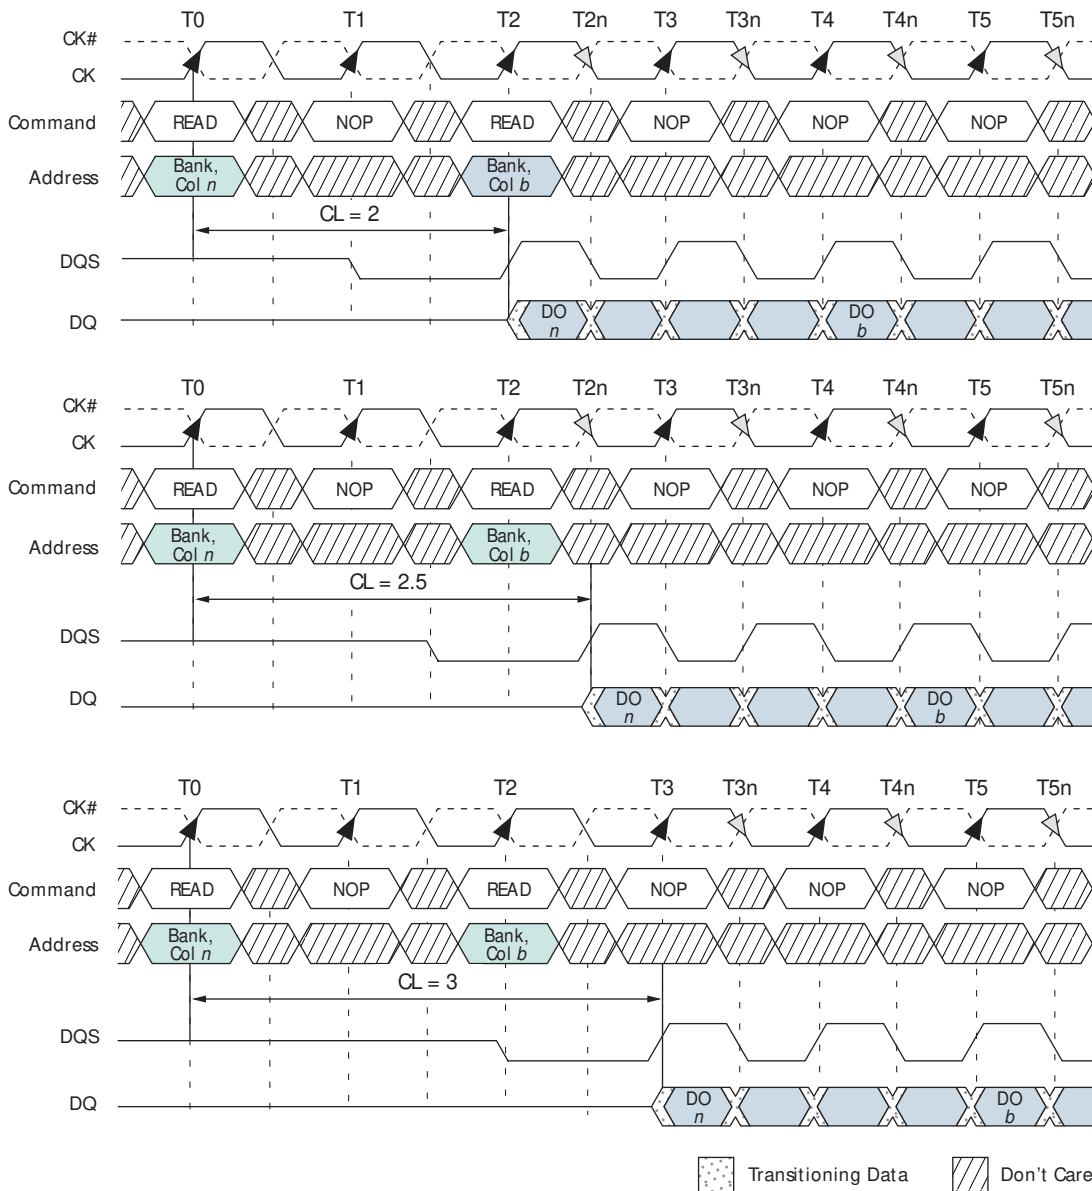 T0 T1 T2 T2n T3 T3n T4 T4n T5 T5n
CK#
CK
Command READ NOP READ NOP NOP NOP
Address Bank, Col n Bank, Col b
CL = 2
DQS
DQ DO n DO b
T0 T1 T2 T2n T3 T3n T4 T4n T5 T5n
CK#
CK
Command READ NOP READ NOP NOP NOP
Address Bank, Col n Bank, Col b
CL = 2.5
DQS
DQ DO n DO b
T0 T1 T2 T3 T3n T4 T4n T5 T5n
CK#
CK
Command READ NOP READ NOP NOP NOP
Address Bank, Col n Bank, Col b
CL = 3
DQS
DQ DO n DO b
Transitioning Data Don't Care